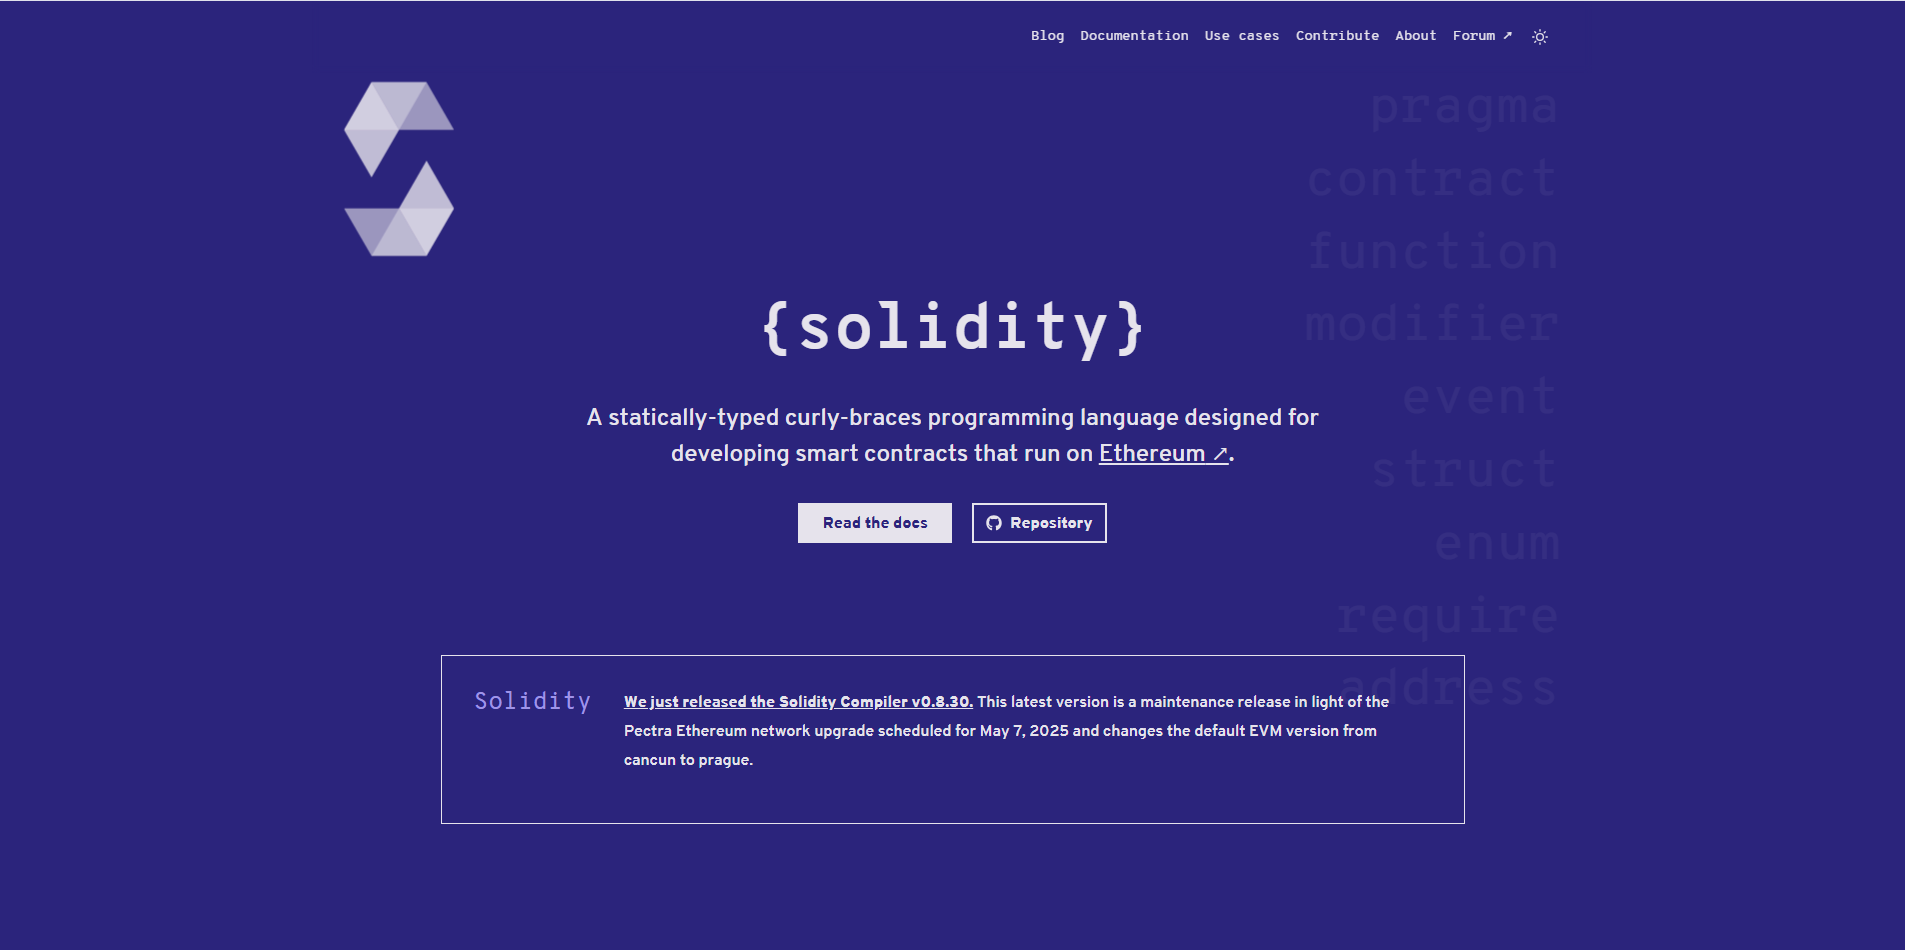 Blog Documentation Use cases Contribute About Forum ↗
pragma
contract
function
modifier
event
struct
enum
require
address
{solidity}
A statically-typed curly-braces programming language designed for
developing smart contracts that run on Ethereum ↗.
Read the docs
Repository
Solidity
We just released the Solidity Compiler v0.8.30. This latest version is a maintenance release in light of the
Pectra Ethereum network upgrade scheduled for May 7, 2025 and changes the default EVM version from
cancun to prague.